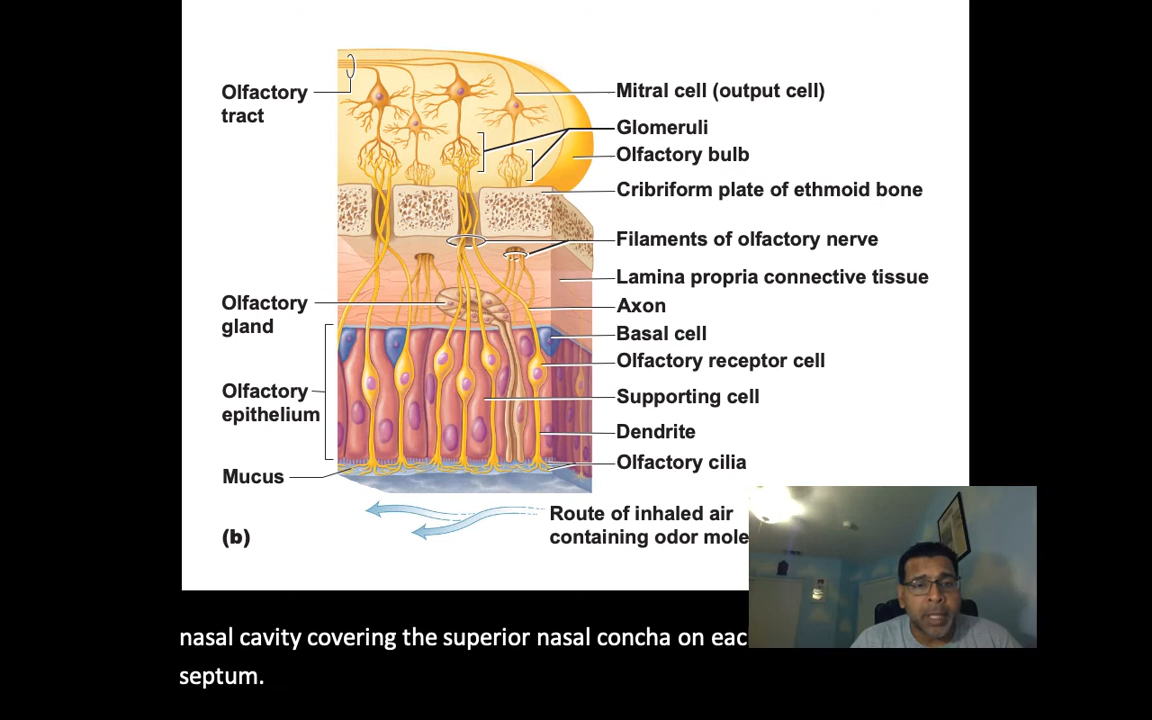 Olfactory
tract
Mitral cell (output cell)
Glomeruli
Olfactory bulb
Cribriform plate of ethmoid bone
Filaments of olfactory nerve
Lamina propria connective tissue
Olfactory
gland
Axon
Basal cell
Olfactory receptor cell
Olfactory
epithelium
Supporting cell
Dendrite
Olfactory cilia
Mucus
Route of inhaled air
containing odor mole
(b)
nasal cavity covering the superior nasal concha on eac
septum.